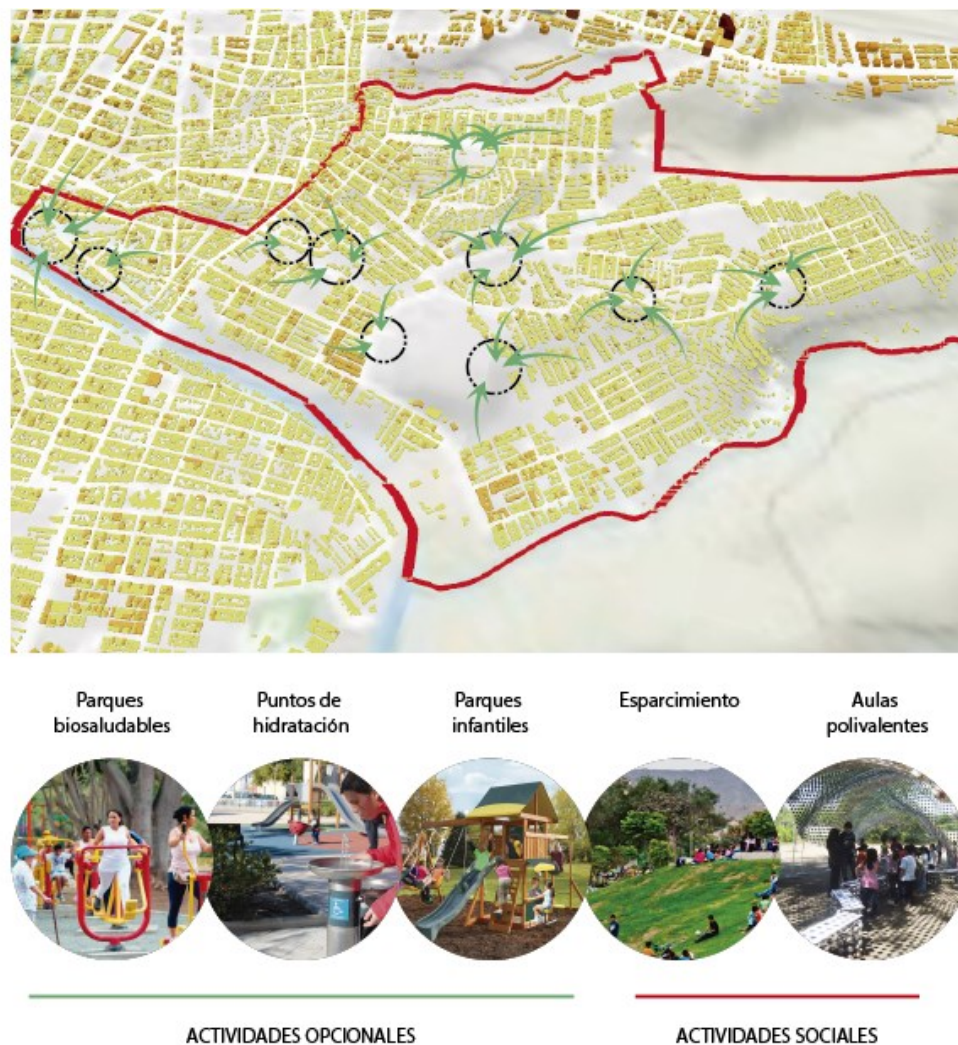 Parques
biosaludables
Puntos de
hidratación
Parques
infantiles
Esparcimiento
Aulas
polivalentes
ACTIVIDADES OPCIONALES
ACTIVIDADES SOCIALES